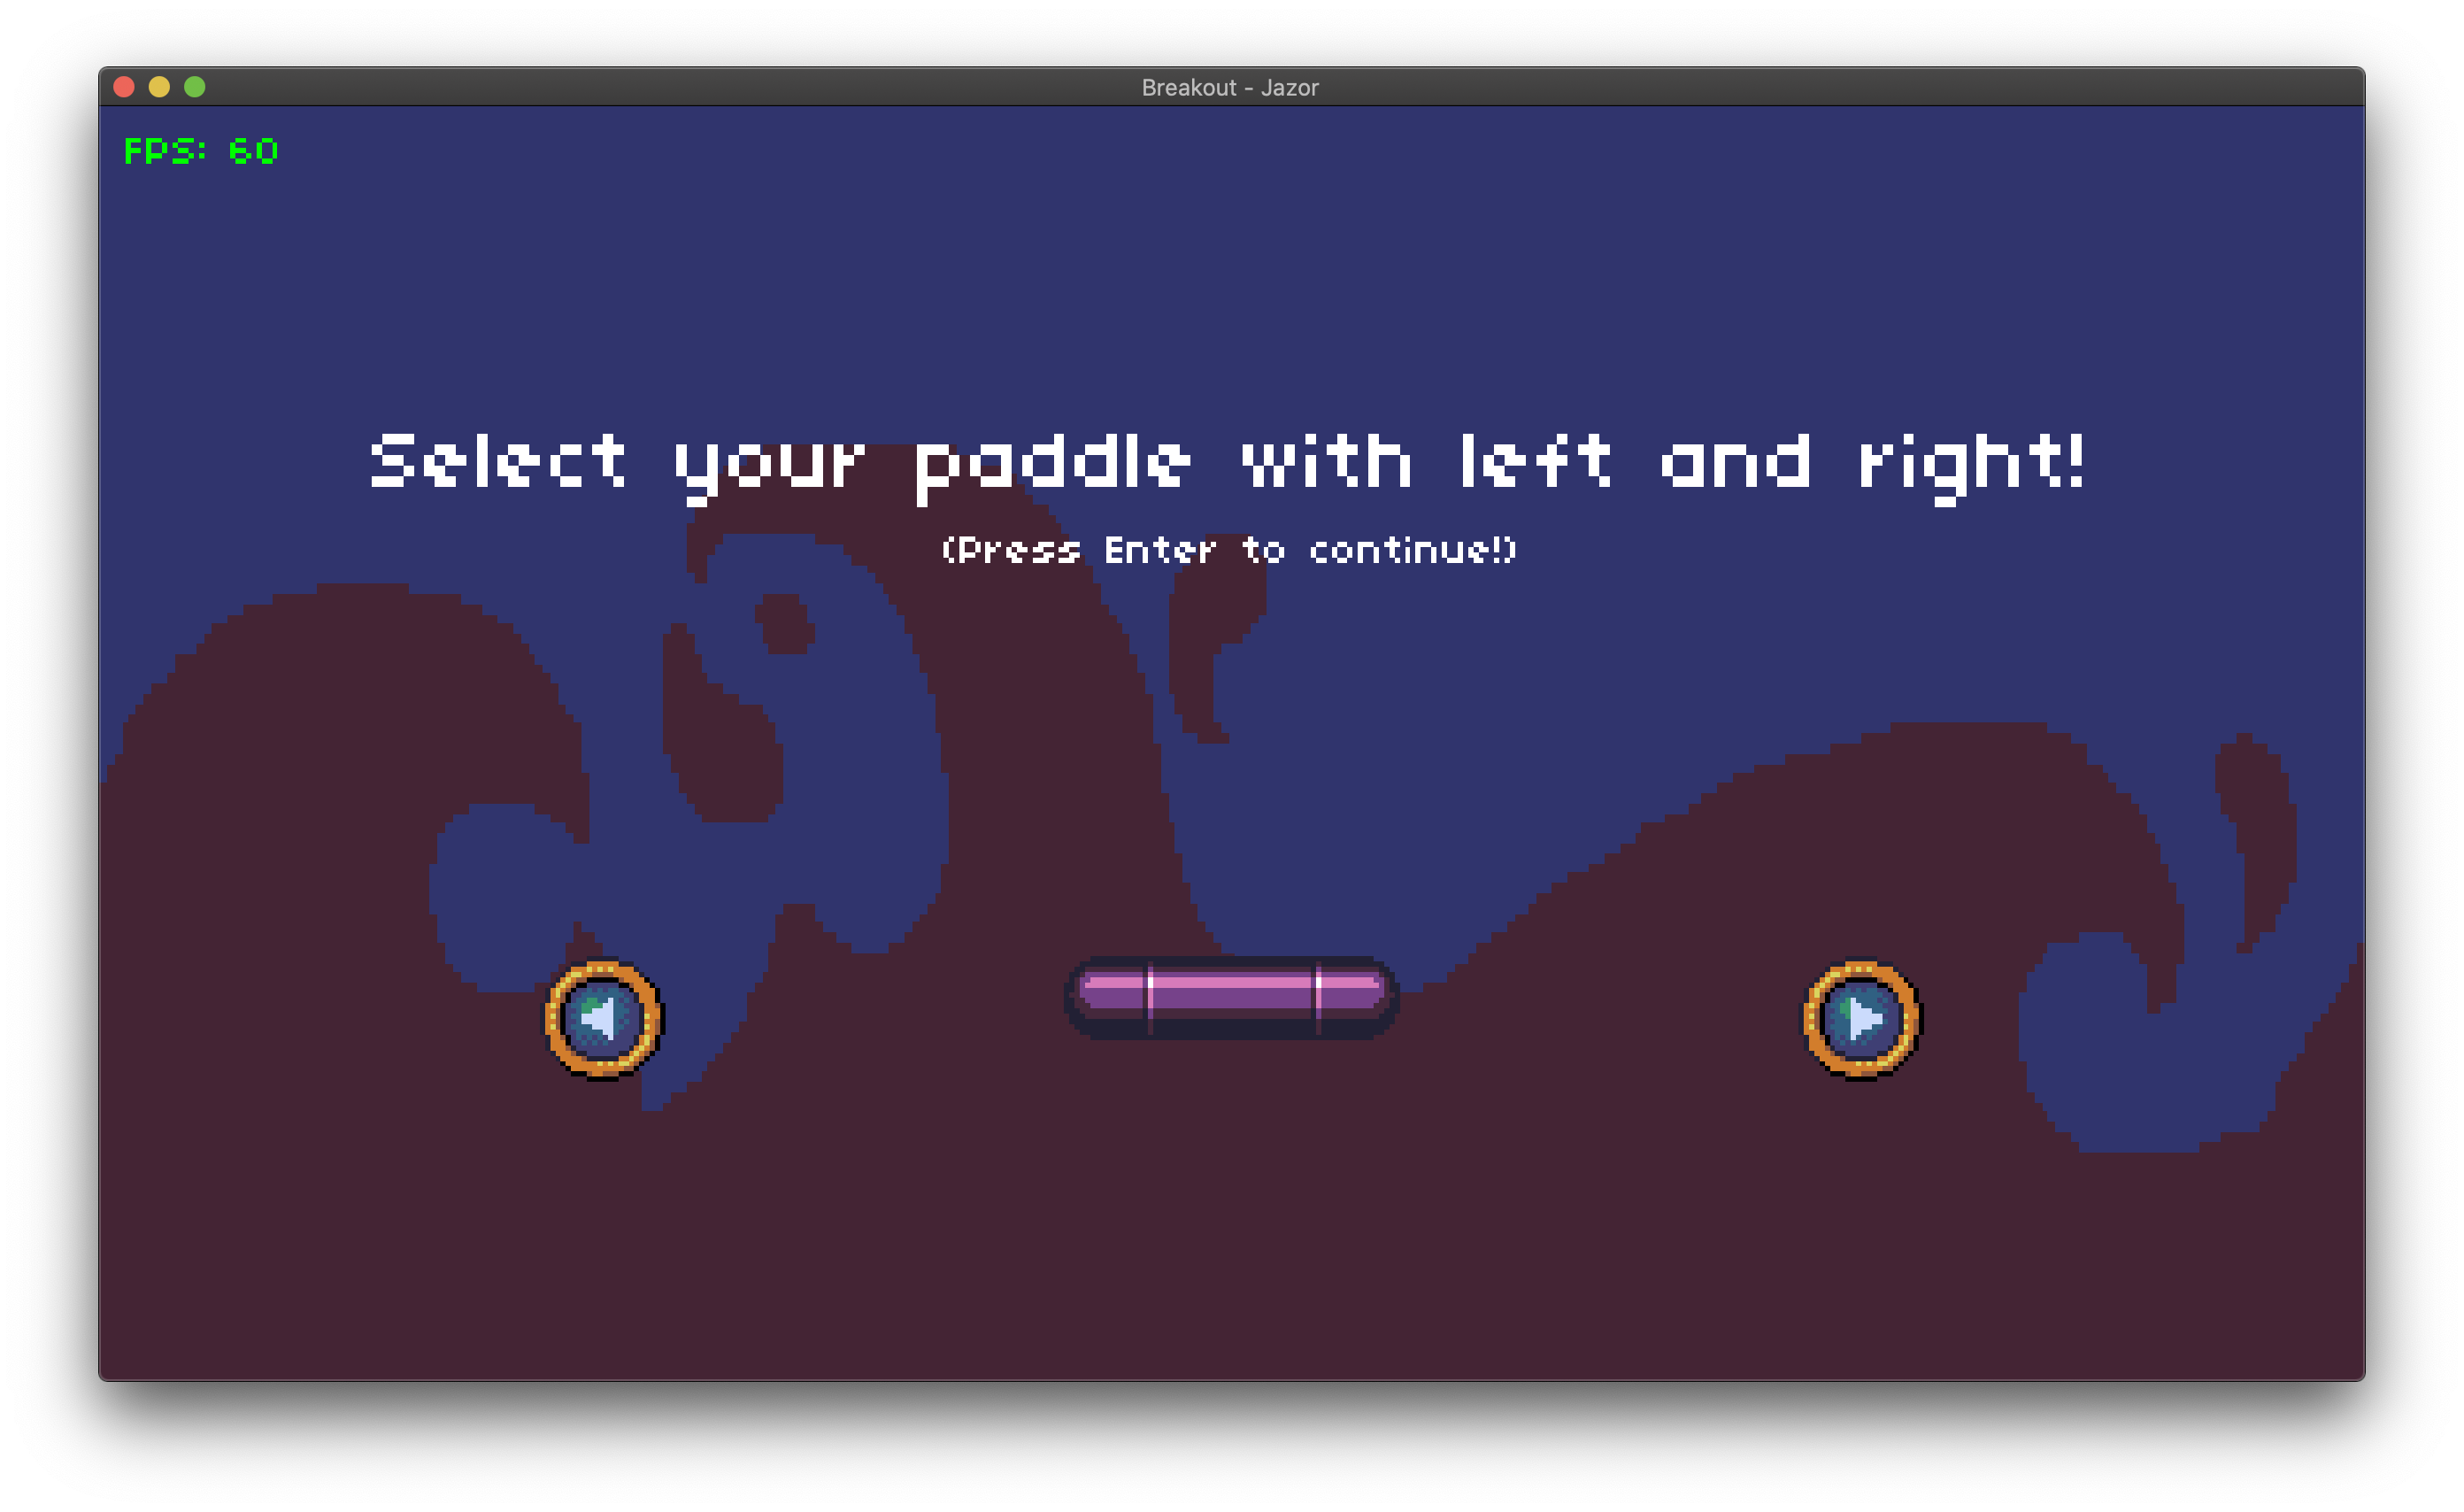 Breakout - Jazor
FPS: 60
Select your paddle with left and right!
(Press Enter to continue!)